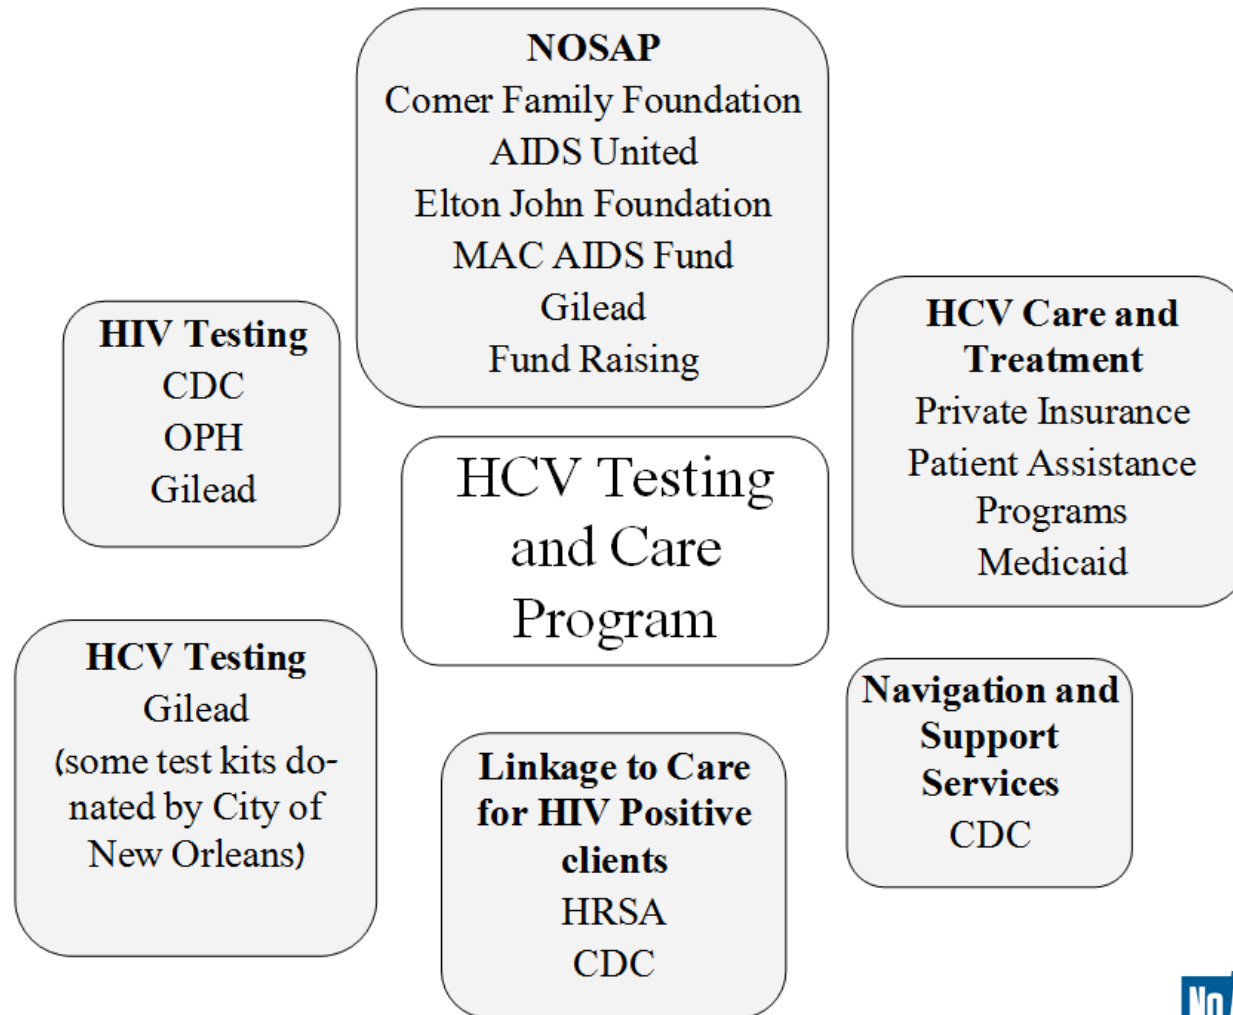 NOSAP
Comer Family Foundation
AIDS United
Elton John Foundation
MAC AIDS Fund
Gilead
Fund Raising
HIV Testing
CDC
OPH
Gilead
HCV Care and
Treatment
Private Insurance
Patient Assistance
Programs
Medicaid
HCV Testing
and Care
Program
HCV Testing
Gilead
(some test kits do-
nated by City of
New Orleans)
Linkage to Care
for HIV Positive
clients
HRSA
CDC
Navigation and
Support
Services
CDC
No